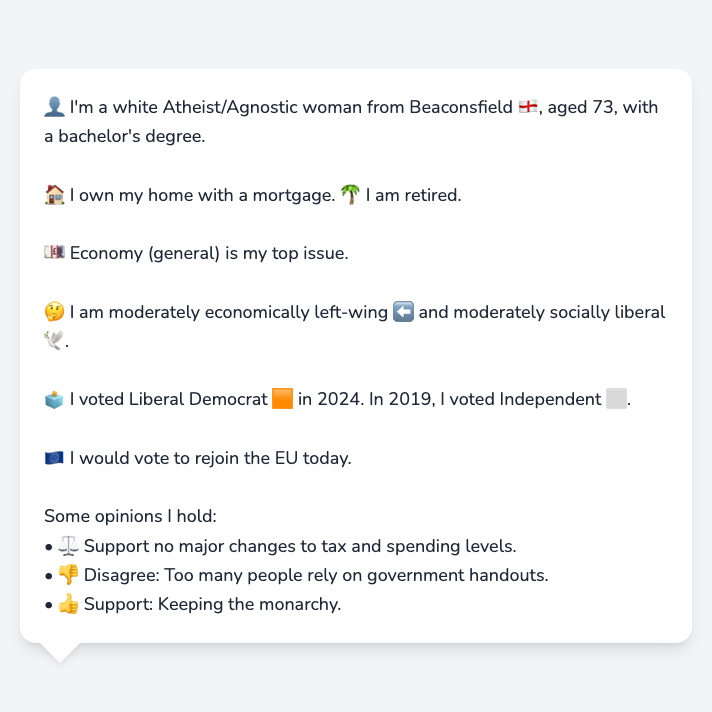 👤 I'm a white Atheist/Agnostic woman from Beaconsfield 🏴󠁧󠁢󠁥󠁮󠁧󠁿, aged 73, with
a bachelor's degree.
🏠 I own my home with a mortgage. 🌴 I am retired.
💷 Economy (general) is my top issue.
🤔 I am moderately economically left-wing ⬅️ and moderately socially liberal
🕊️.
🗳️ I voted Liberal Democrat 🟧 in 2024. In 2019, I voted Independent ⬜.
🇪🇺 I would vote to rejoin the EU today.
Some opinions I hold:
• ⚖️ Support no major changes to tax and spending levels.
• 👎 Disagree: Too many people rely on government handouts.
• 👍 Support: Keeping the monarchy.